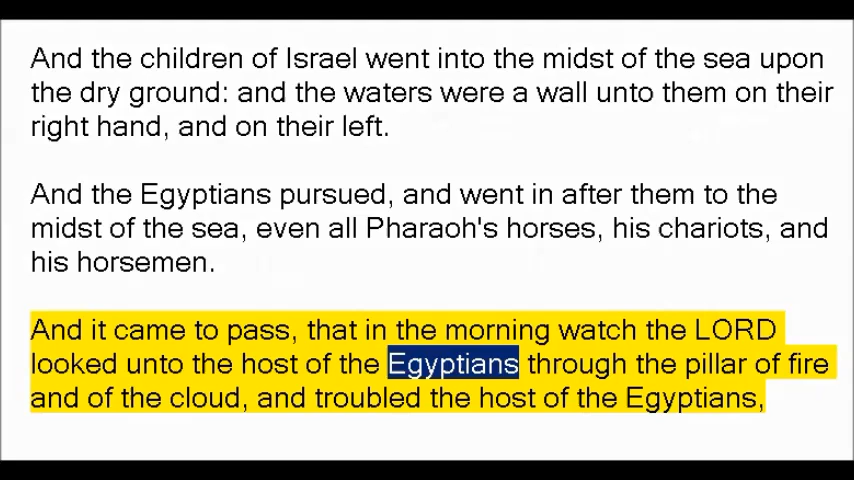 And the children of Israel went into the midst of the sea upon
the dry ground: and the waters were a wall unto them on their
right hand, and on their left.
And the Egyptians pursued, and went in after them to the
midst of the sea, even all Pharaoh's horses, his chariots, and
his horsemen.
And it came to pass, that in the morning watch the LORD
looked unto the host of the Egyptians through the pillar of fire
and of the cloud, and troubled the host of the Egyptians,